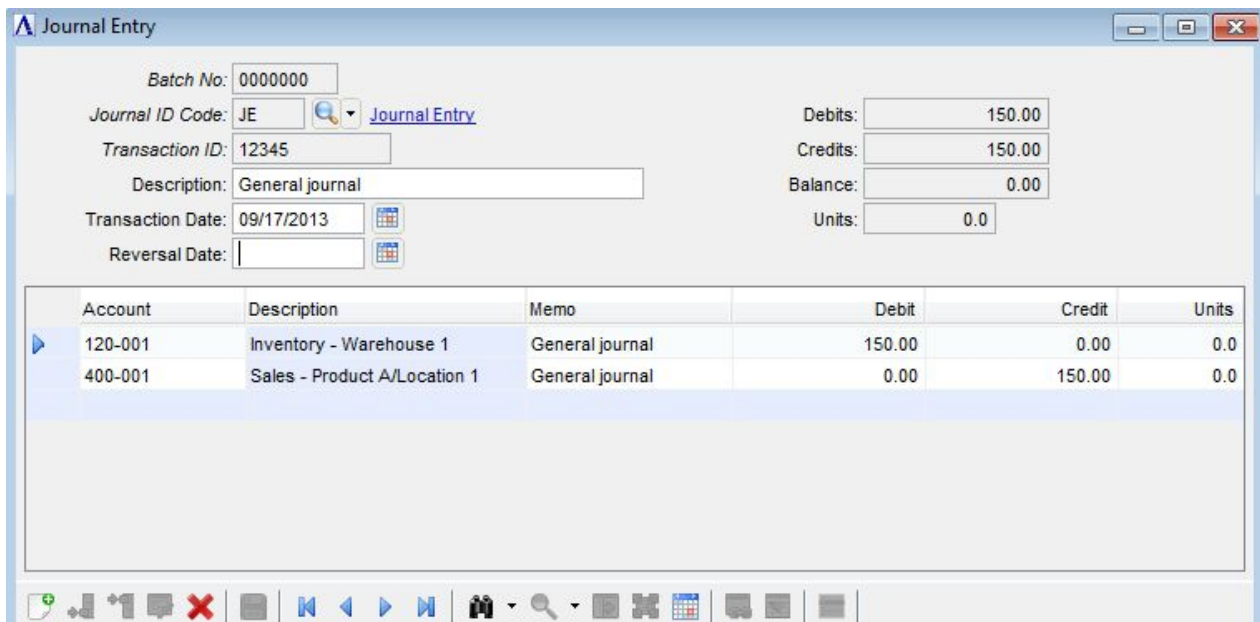 Journal Entry
Batch No: 0000000
Journal ID Code: JE Journal Entry Debits: 150.00
Transaction ID: 12345 Credits: 150.00
Description: General journal Balance: 0.00
Transaction Date: 09/17/2013 Units: 0.0
Reversal Date:
Account Description Memo Debit Credit Units
120-001 Inventory - Warehouse 1 General journal 150.00 0.00 0.0
400-001 Sales - Product A/Location 1 General journal 0.00 150.00 0.0